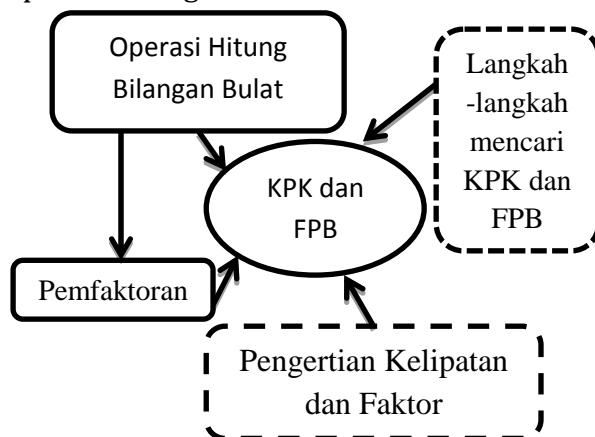 Operasi Hitung
Bilangan Bulat
Langkah
-langkah
mencari
KPK dan
FPB
KPK dan
FPB
Pemfaktoran
Pengertian Kelipatan
dan Faktor